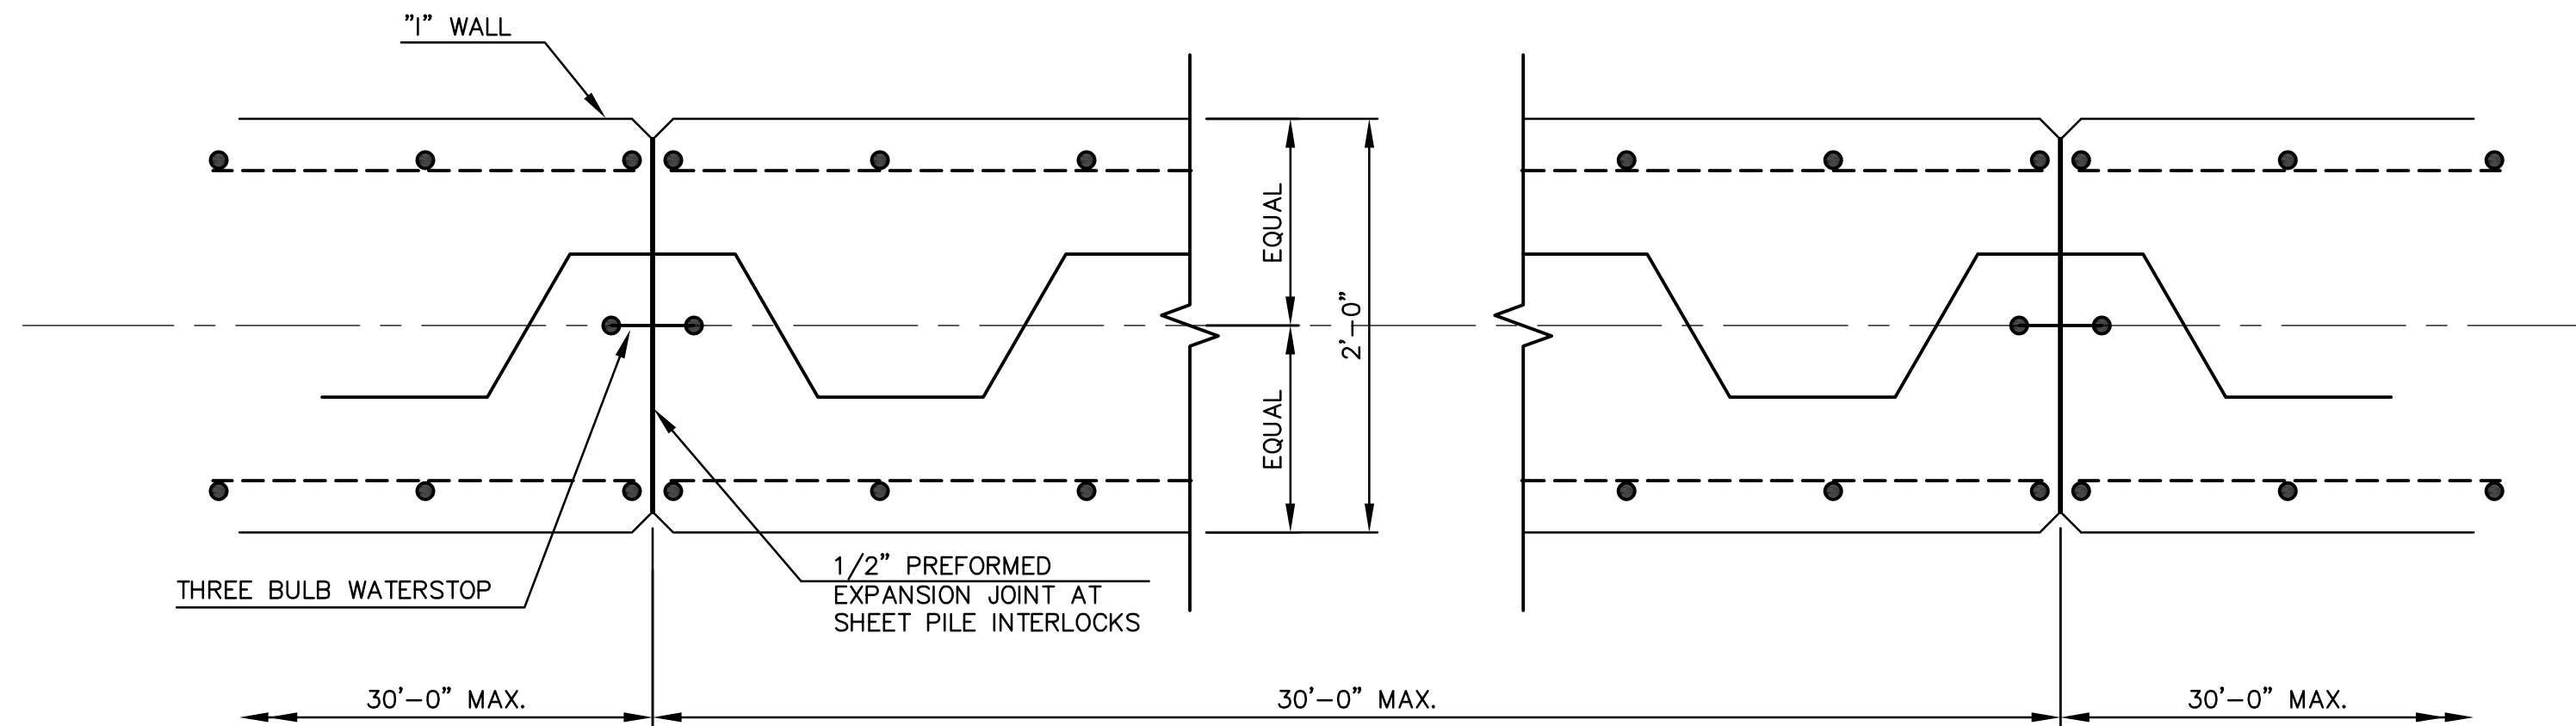 "I" WALL
EQUAL
2'-0"
EQUAL
1/2" PREFORMED
EXPANSION JOINT AT
SHEET PILE INTERLOCKS
THREE BULB WATERSTOP
30'-0" MAX.
30'-0" MAX.
30'-0" MAX.